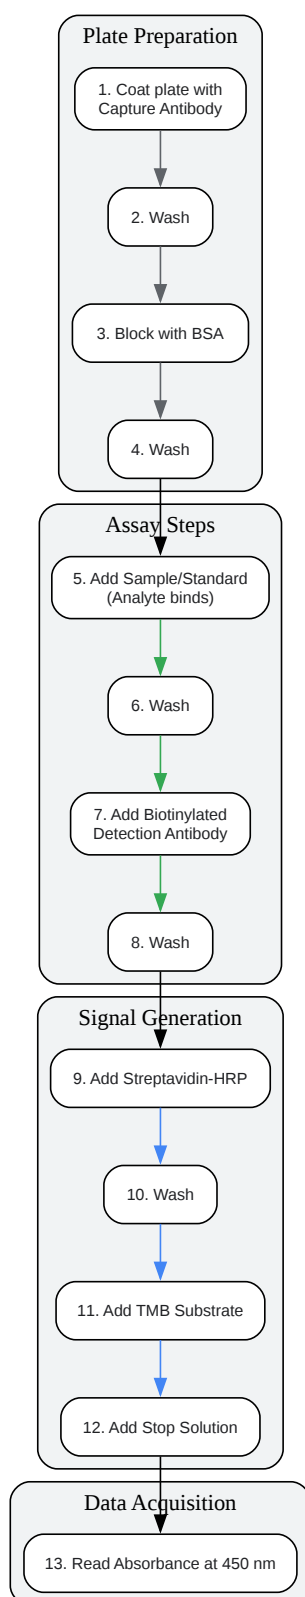 Plate Preparation
1. Coat plate with
Capture Antibody
2. Wash
3. Block with BSA
4. Wash
Assay Steps
5. Add Sample/Standard
(Analyte binds)
6. Wash
7. Add Biotinylated
Detection Antibody
8. Wash
Signal Generation
9. Add Streptavidin-HRP
10. Wash
11. Add TMB Substrate
12. Add Stop Solution
Data Acquisition
13. Read Absorbance at 450 nm